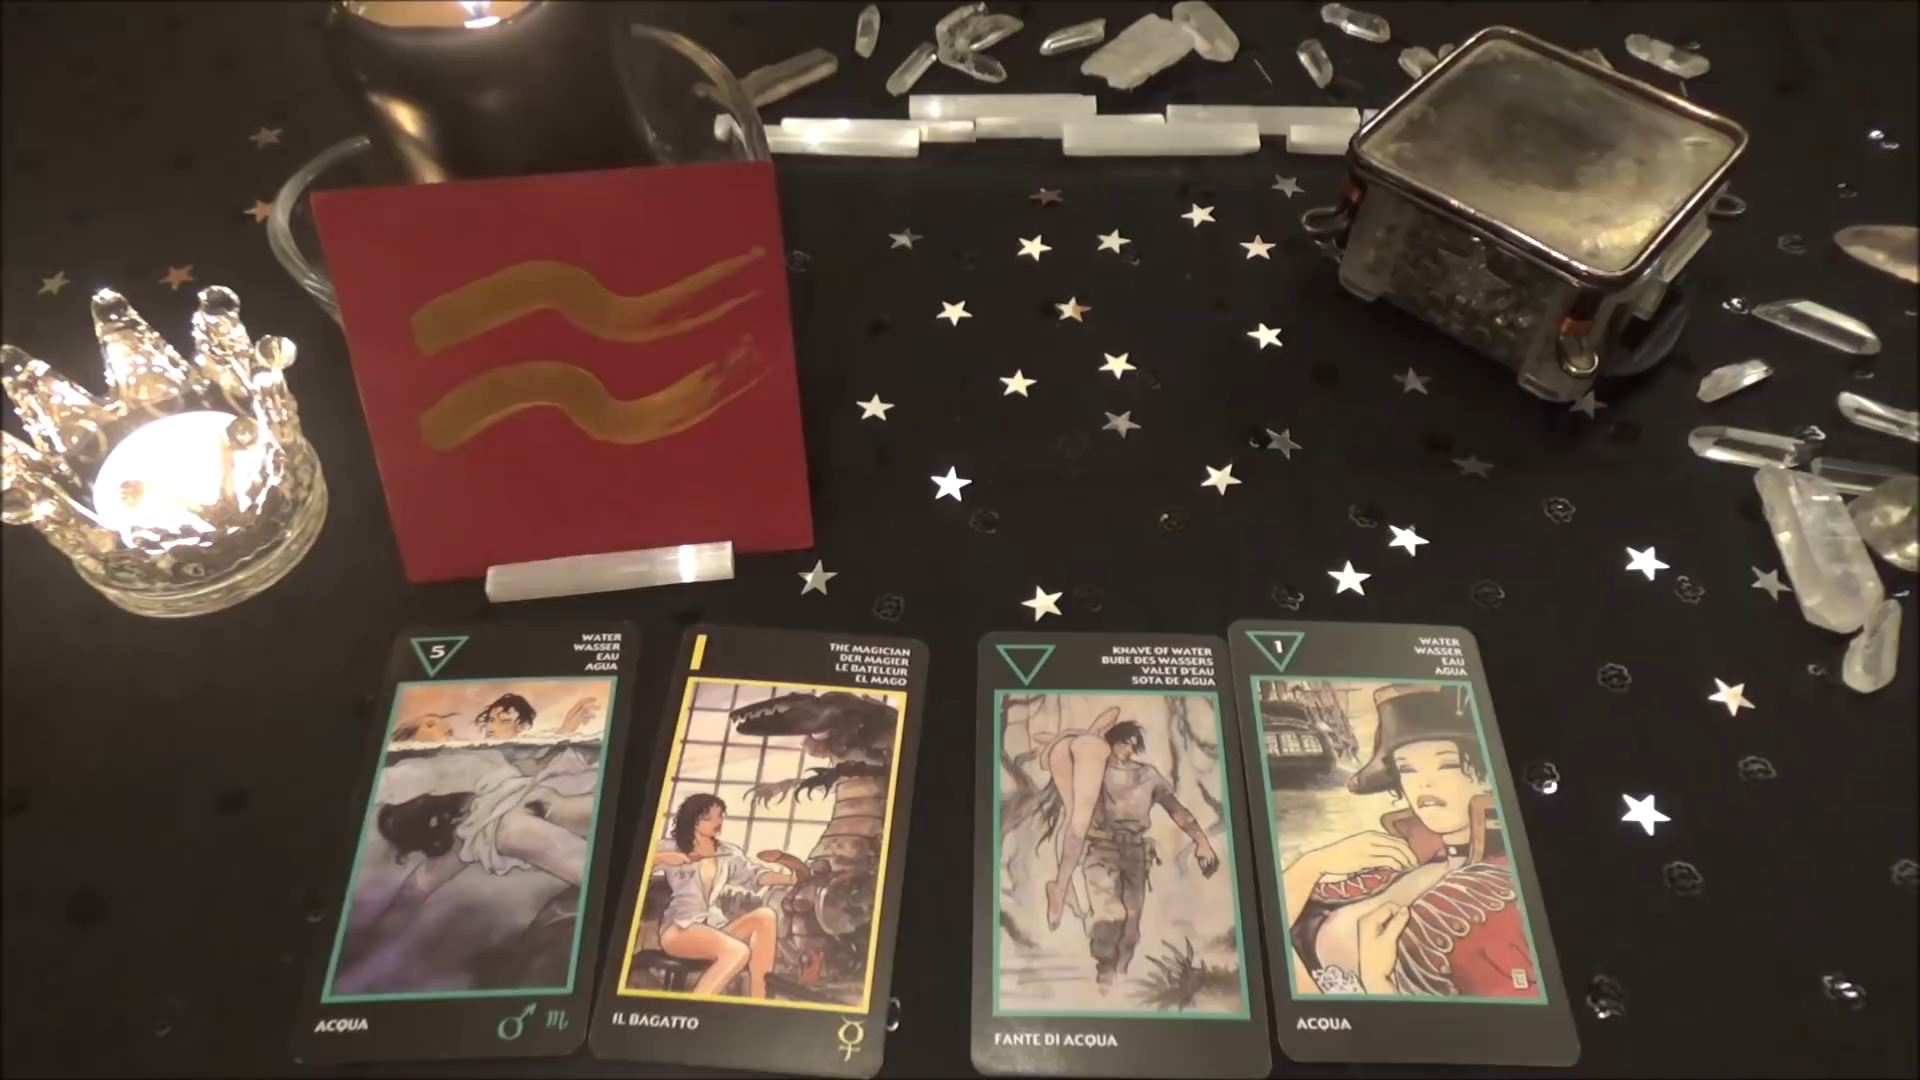 5
WATER
WASSER
EAU
AGUA
ACQUA
THE MAGICIAN
DER MAGIER
LE BATELEUR
EL MAGO
IL BAGATTO
KNAVE OF WATER
BUBE DES WASSERS
VALET D'EAU
SOTA DE AGUA
FANTE DI ACQUA
1
WATER
WASSER
EAU
AGUA
ACQUA